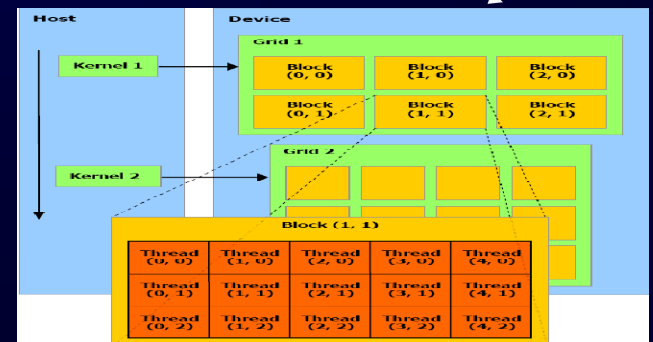 Host
Device
Grid 1
Kernel 1
Block
(0, 0)
Block
(1, 0)
Block
(2, 0)
Block
(0, 1)
Block
(1, 1)
Block
(2, 1)
Grid 2
Kernel 2
Block (1, 1)
Thread
(0, 0)
Thread
(1, 0)
Thread
(2, 0)
Thread
(3, 0)
Thread
(4, 0)
Thread
(0, 1)
Thread
(1, 1)
Thread
(2, 1)
Thread
(3, 1)
Thread
(4, 1)
Thread
(0, 2)
Thread
(1, 2)
Thread
(2, 2)
Thread
(3, 2)
Thread
(4, 2)